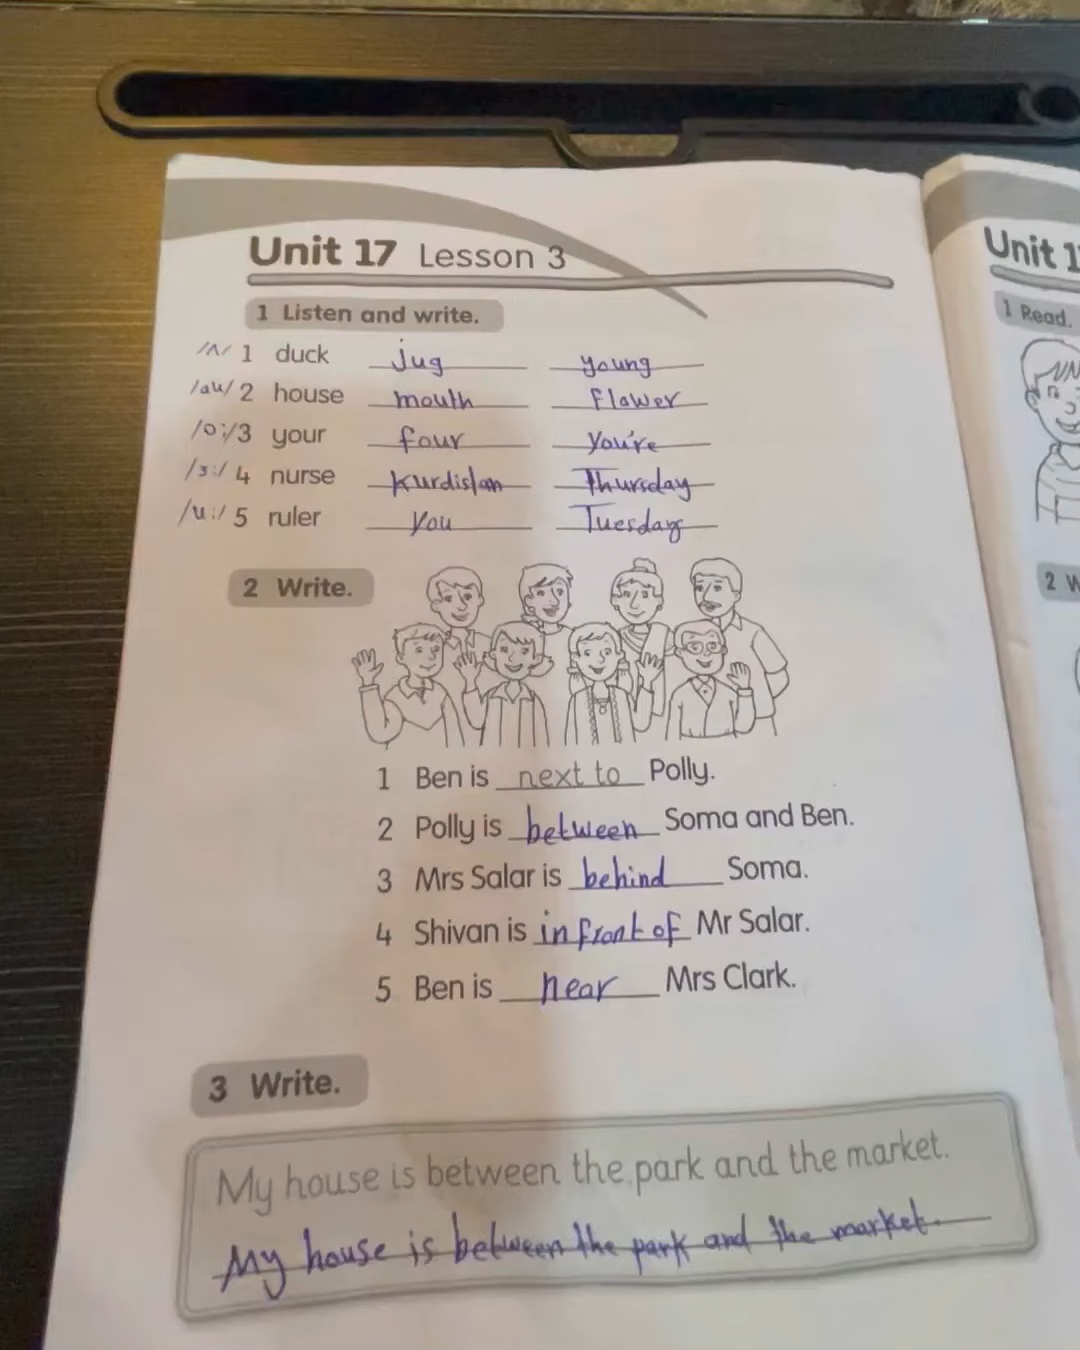 Unit 17 Lesson 3
1 Listen and write.
/ʌ/ 1 duck jug young
/au/ 2 house mouth flower
/ɔ:/3 your four you're
/ɜ:/ 4 nurse Kurdistan Thursday
/u:/ 5 ruler you Tuesday
2 Write.
1 Ben is next to Polly.
2 Polly is between Soma and Ben.
3 Mrs Salar is behind Soma.
4 Shivan is in front of Mr Salar.
5 Ben is near Mrs Clark.
3 Write.
My house is between the park and the market.
My house is between the park and the market.
Unit 1
1 Read.
2 W